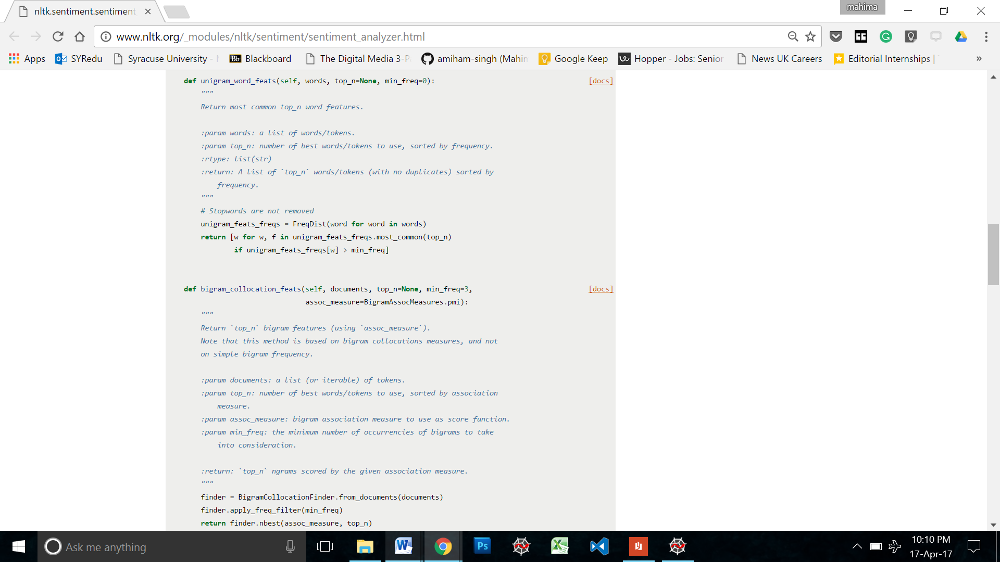 nltk.sentiment.sentiment
mahima
www.nltk.org/_modules/nltk/sentiment/sentiment_analyzer.html
Apps SYRedu Syracuse University - Blackboard The Digital Media 3-P amiham-singh (Mahim Google Keep Hopper - Jobs: Senior News UK Careers Editorial Internships | »
def unigram_word_feats(self, words, top_n=None, min_freq=0): [docs]
"""
Return most common top_n word features.
:param words: a list of words/tokens.
:param top_n: number of best words/tokens to use, sorted by frequency.
:rtype: list(str)
:return: A list of `top_n` words/tokens (with no duplicates) sorted by
frequency.
"""
# Stopwords are not removed
unigram_feats_freqs = FreqDist(word for word in words)
return [w for w, f in unigram_feats_freqs.most_common(top_n)
if unigram_feats_freqs[w] > min_freq]
def bigram_collocation_feats(self, documents, top_n=None, min_freq=3, [docs]
assoc_measure=BigramAssocMeasures.pmi):
"""
Return `top_n` bigram features (using `assoc_measure`).
Note that this method is based on bigram collocations measures, and not
on simple bigram frequency.
:param documents: a list (or iterable) of tokens.
:param top_n: number of best words/tokens to use, sorted by association
measure.
:param assoc_measure: bigram association measure to use as score function.
:param min_freq: the minimum number of occurrencies of bigrams to take
into consideration.
:return: `top_n` ngrams scored by the given association measure.
"""
finder = BigramCollocationFinder.from_documents(documents)
finder.apply_freq_filter(min_freq)
return finder.nbest(assoc_measure, top_n)
Ask me anything
Ps
10:10 PM
17-Apr-17